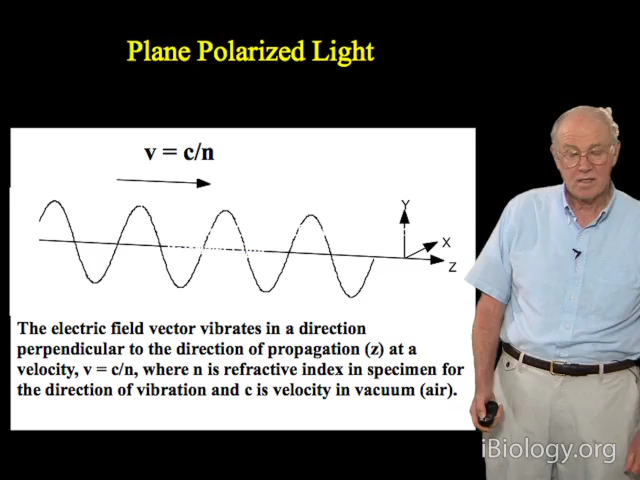 Plane Polarized Light
v = c/n
Y
X
Z
The electric field vector vibrates in a direction
perpendicular to the direction of propagation (z) at a
velocity, v = c/n, where n is refractive index in specimen for
the direction of vibration and c is velocity in vacuum (air).
iBiology.org